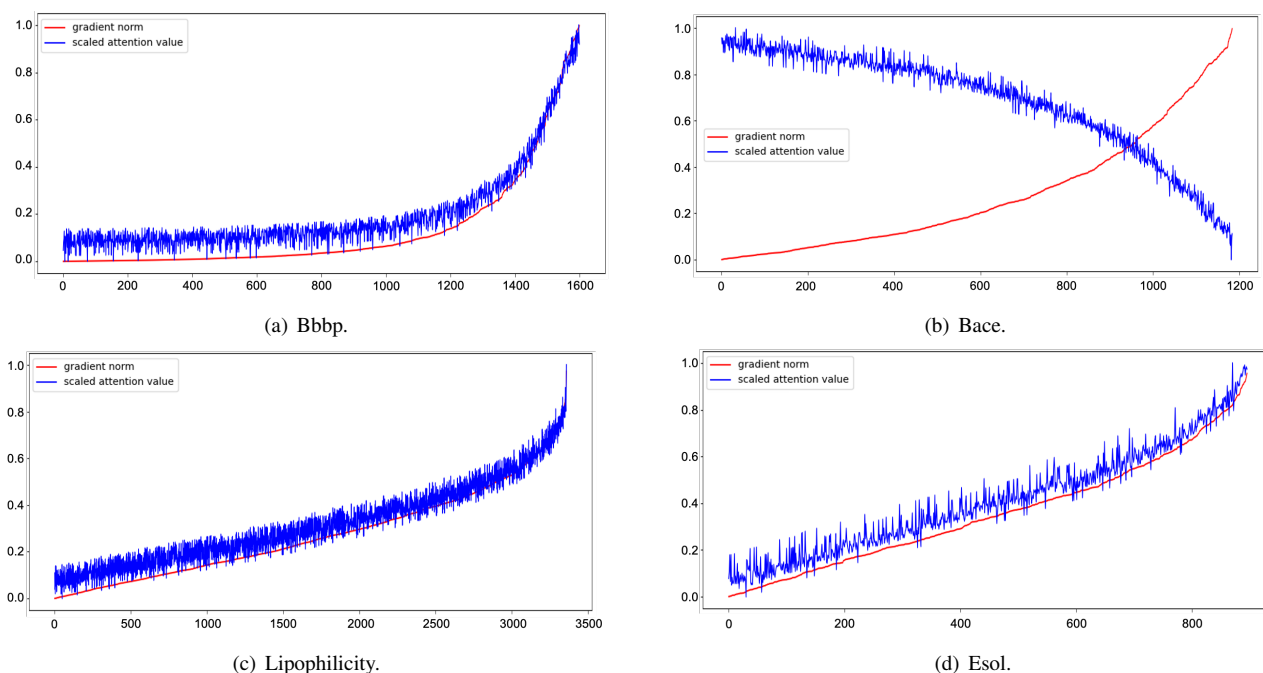 1.0
gradient norm
scaled attention value
0.8
0.6
0.4
0.2
0.0
0 200 400 600 800 1000 1200 1400 1600
(a) Bbbp.
1.0
0.8
0.6
gradient norm
scaled attention value
0.4
0.2
0.0
0 200 400 600 800 1000 1200
(b) Bace.
1.0
gradient norm
scaled attention value
0.8
0.6
0.4
0.2
0.0
0 500 1000 1500 2000 2500 3000 3500
(c) Lipophilicity.
1.0
gradient norm
scaled attention value
0.8
0.6
0.4
0.2
0.0
0 200 400 600 800
(d) Esol.